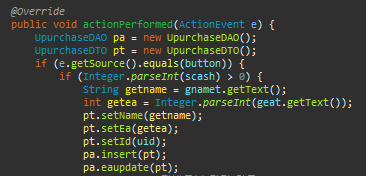 @Override
public void actionPerformed(ActionEvent e) {
UpurchaseDAO pa = new UpurchaseDAO();
UpurchaseDTO pt = new UpurchaseDTO();
if (e.getSource().equals(button)) {
if (Integer.parseInt(scash) > 0) {
String getname = gnamet.getText();
int getea = Integer.parseInt(geat.getText());
pt.setName(getname);
pt.setEa(getea);
pt.setId(uid);
pa.insert(pt);
pa.eaupdate(pt);